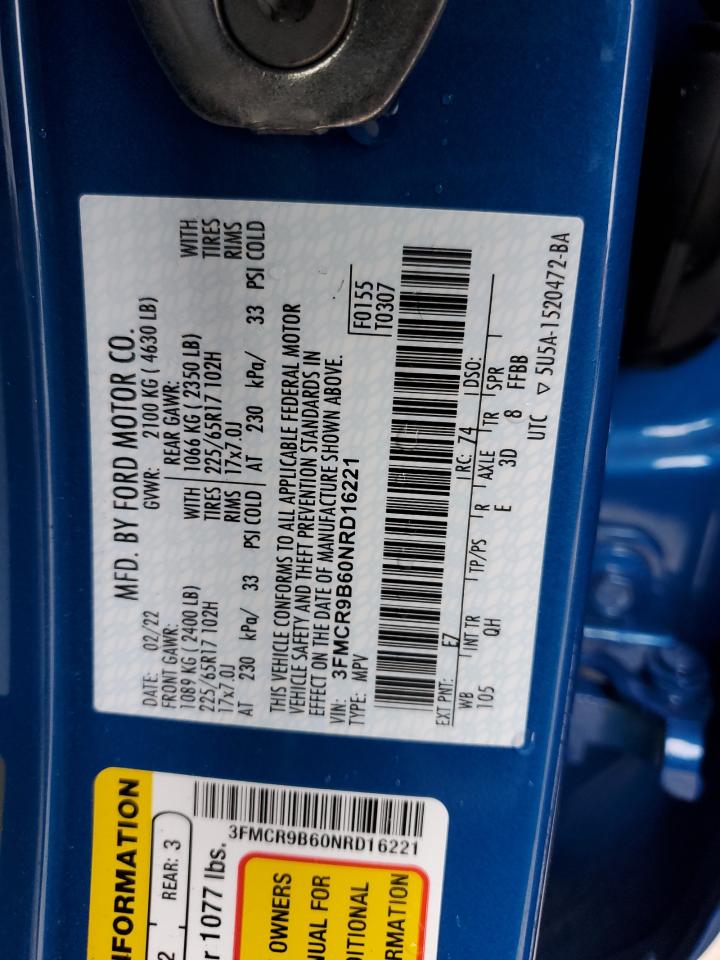 MFD. BY FORD MOTOR CO.
DATE: 02/22 GVWR: 2100 KG ( 4630 LB)
FRONT GAWR: REAR GAWR:
1089 KG ( 2400 LB) WITH 1066 KG ( 2350 LB) WITH
225/65R17 102H TIRES 225/65R17 102H TIRES
17x7.0J RIMS 17x7.0J RIMS
AT 230 kPa/ 33 PSI COLD AT 230 kPa/ 33 PSI COLD
THIS VEHICLE CONFORMS TO ALL APPLICABLE FEDERAL MOTOR
VEHICLE SAFETY AND THEFT PREVENTION STANDARDS IN
EFFECT ON THE DATE OF MANUFACTURE SHOWN ABOVE.
VIN: 3FMCR9B60NRD16221
TYPE: MPV
F0155
T0307
EXT PNT: E7 RC: 74 DSO:
WB INT TR TP/PS R AXLE TR SPR
105 QH E 3D 8 FFBB
UTC ▽ 5U5A-1520472-BA
3FMCR9B60NRD16221
FORMATION
2 REAR: 3
r 1077 lbs.
OWNERS
NUAL FOR
DITIONAL
RMATION